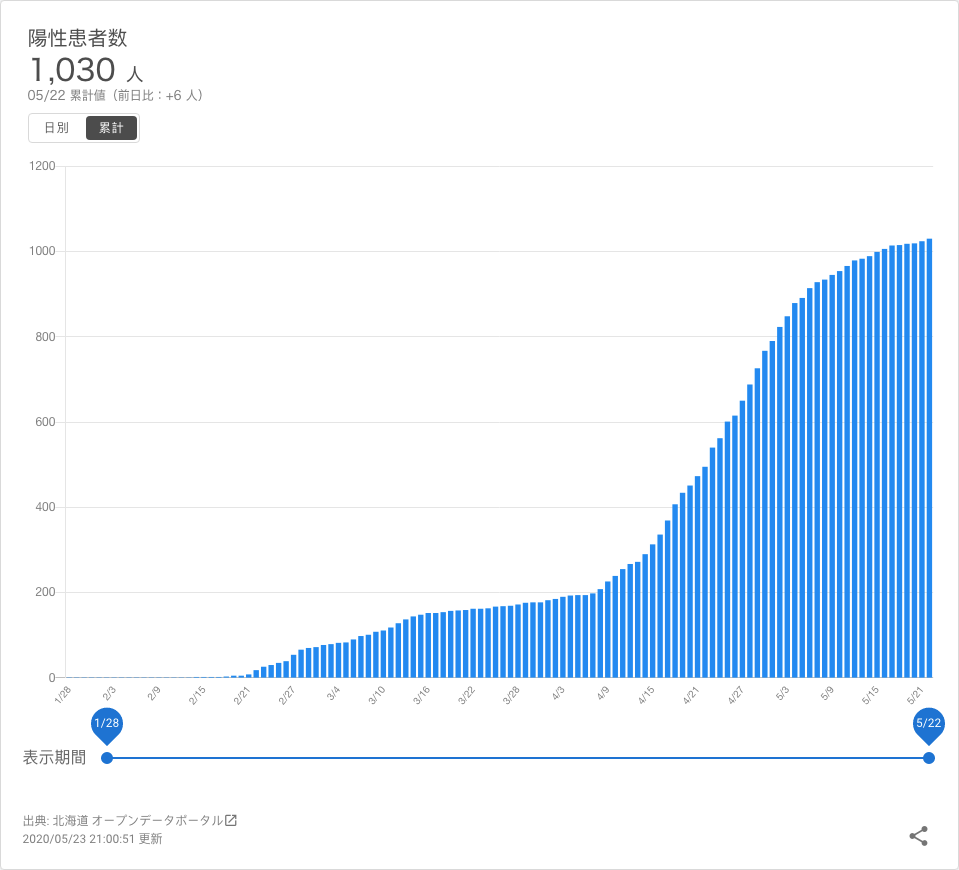 陽性患者数
1,030 人
05/22 累計値（前日比：+6 人）
日別 累計
1200
1000
800
600
400
200
0
1/28 2/3 2/9 2/15 2/21 2/27 3/4 3/10 3/16 3/22 3/28 4/3 4/9 4/15 4/21 4/27 5/3 5/9 5/15 5/21
1/28 5/22
表示期間
出典: 北海道 オープンデータポータル
2020/05/23 21:00:51 更新